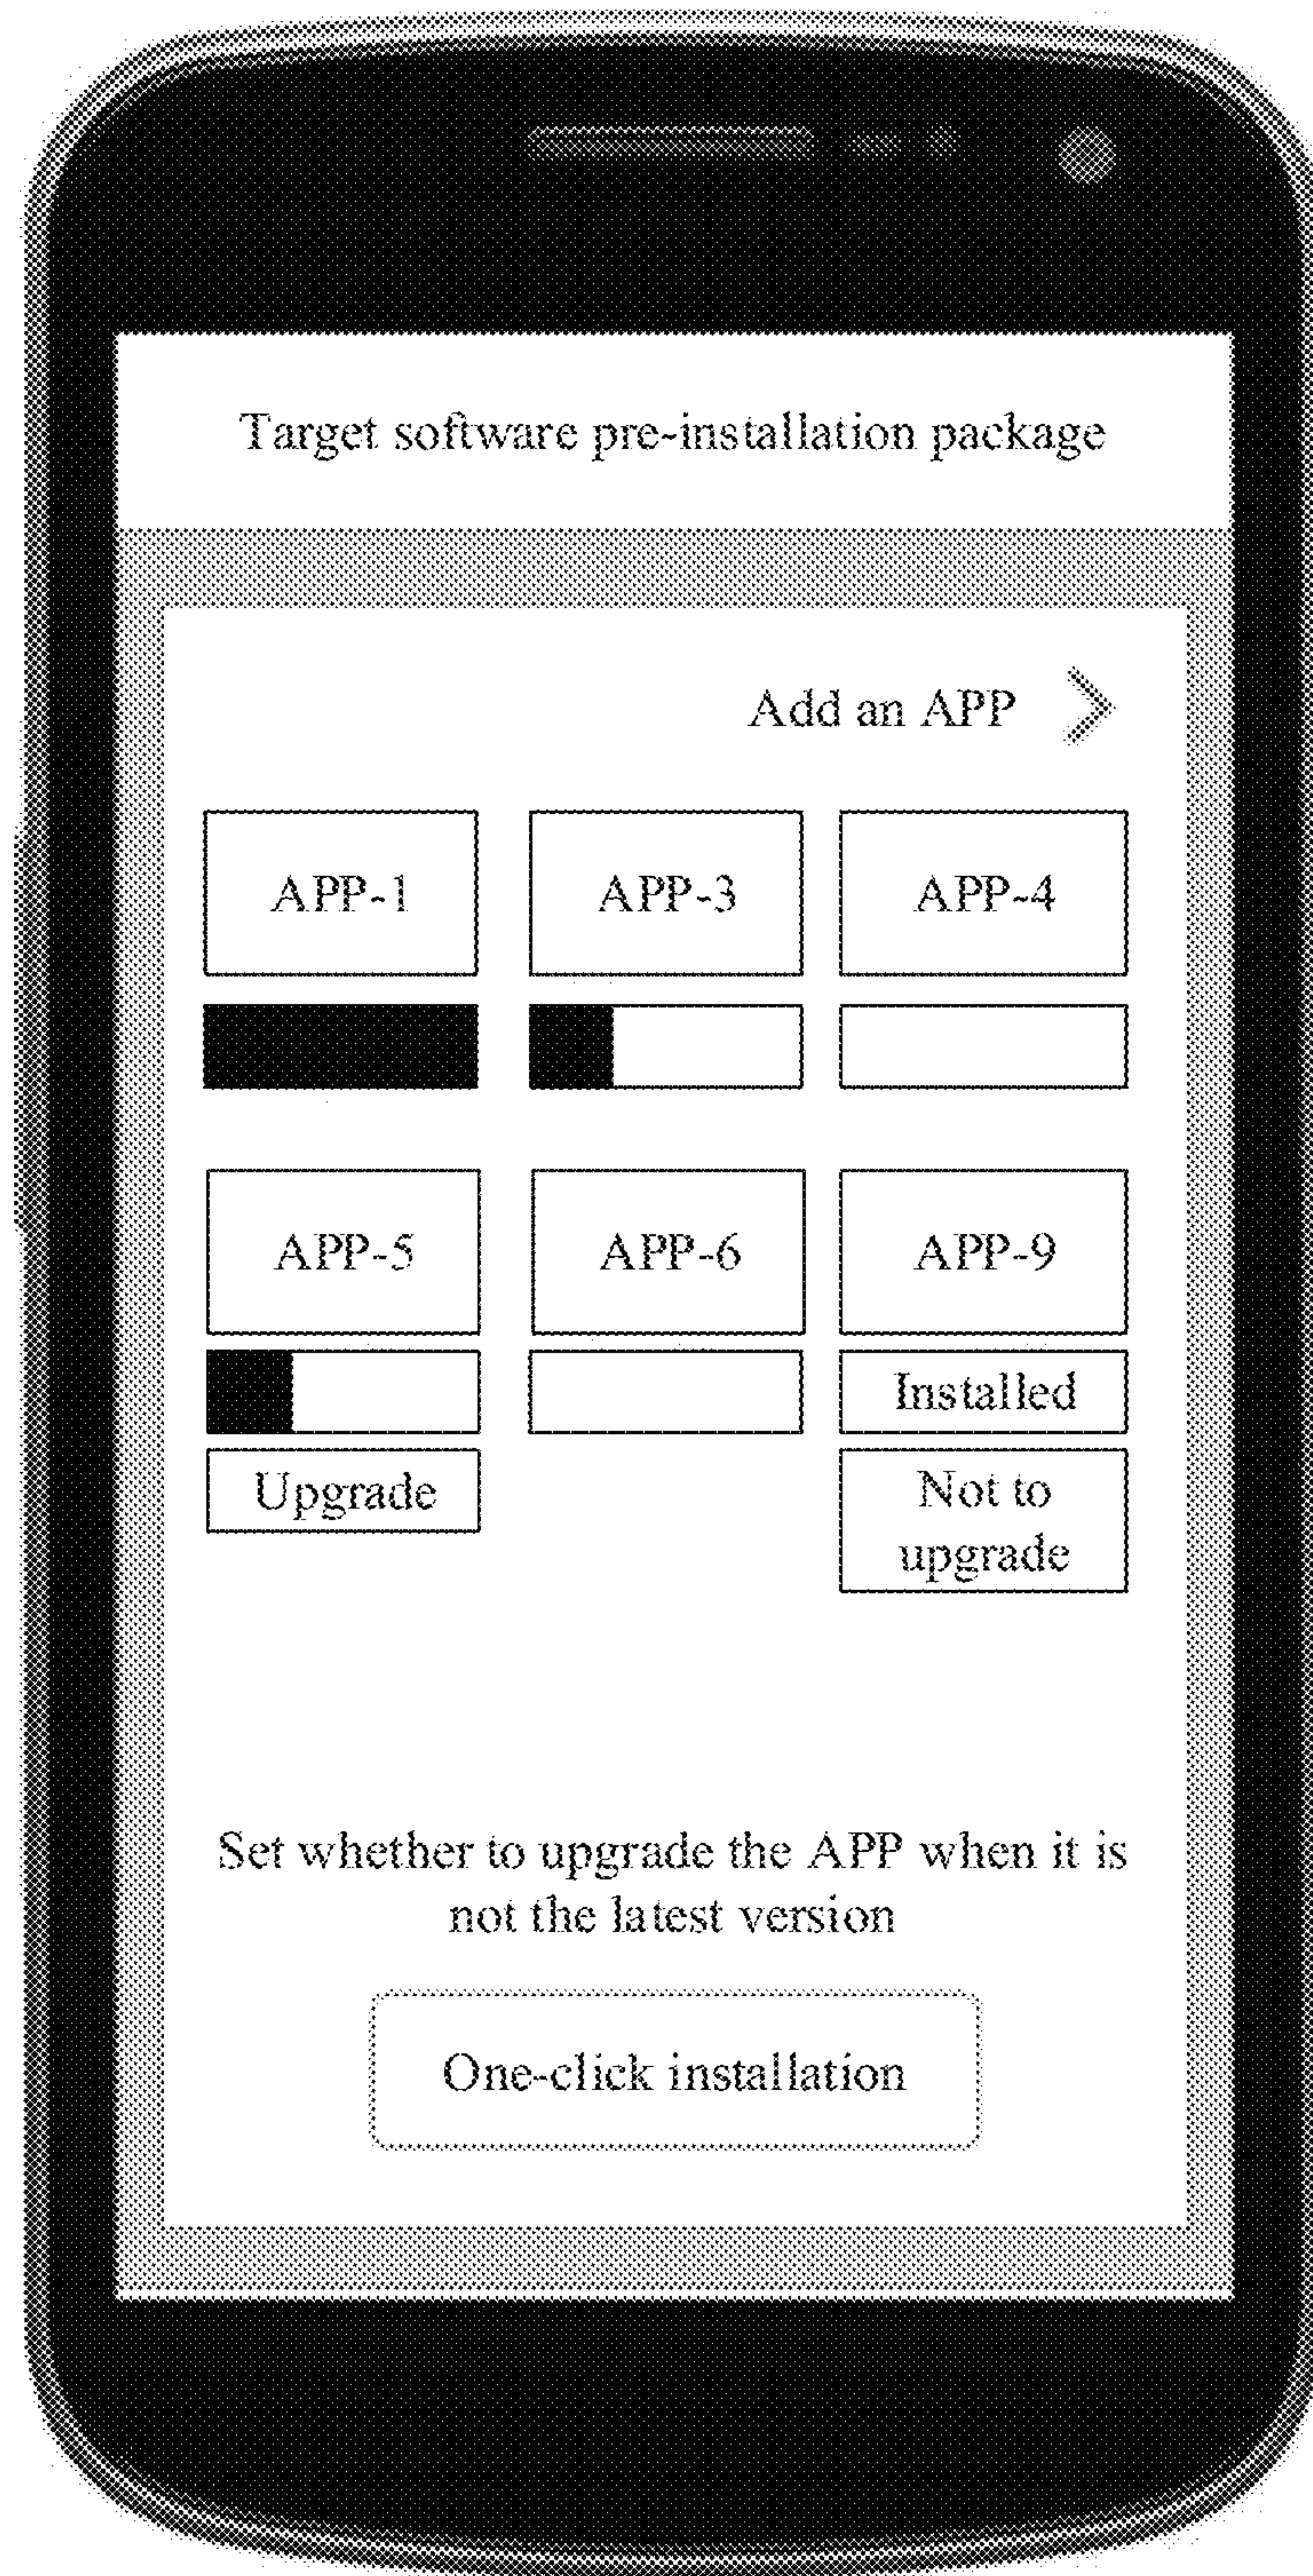 Target software pre-installation package
Add an APP
APP-1
APP-3
APP-4
APP-5
APP-6
APP-9
Installed
Upgrade
Not to
upgrade
Set whether to upgrade the APP when it is
not the latest version
One-click installation